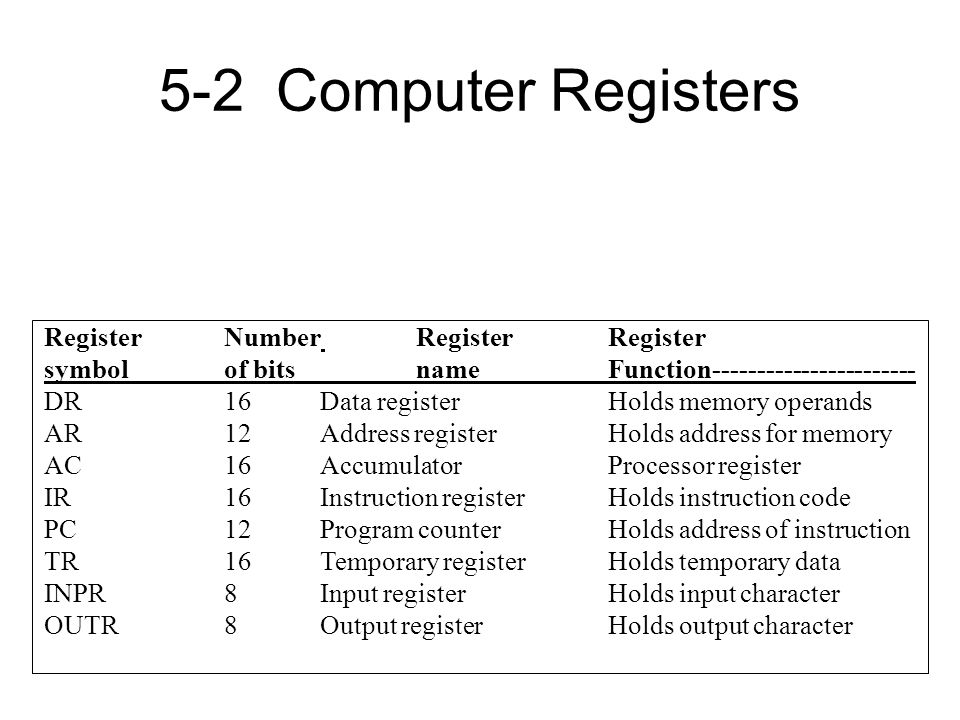 5-2 Computer Registers
Register Number Register Register
symbol of bits name Function-----------------------
DR 16 Data register Holds memory operands
AR 12 Address register Holds address for memory
AC 16 Accumulator Processor register
IR 16 Instruction register Holds instruction code
PC 12 Program counter Holds address of instruction
TR 16 Temporary register Holds temporary data
INPR 8 Input register Holds input character
OUTR 8 Output register Holds output character